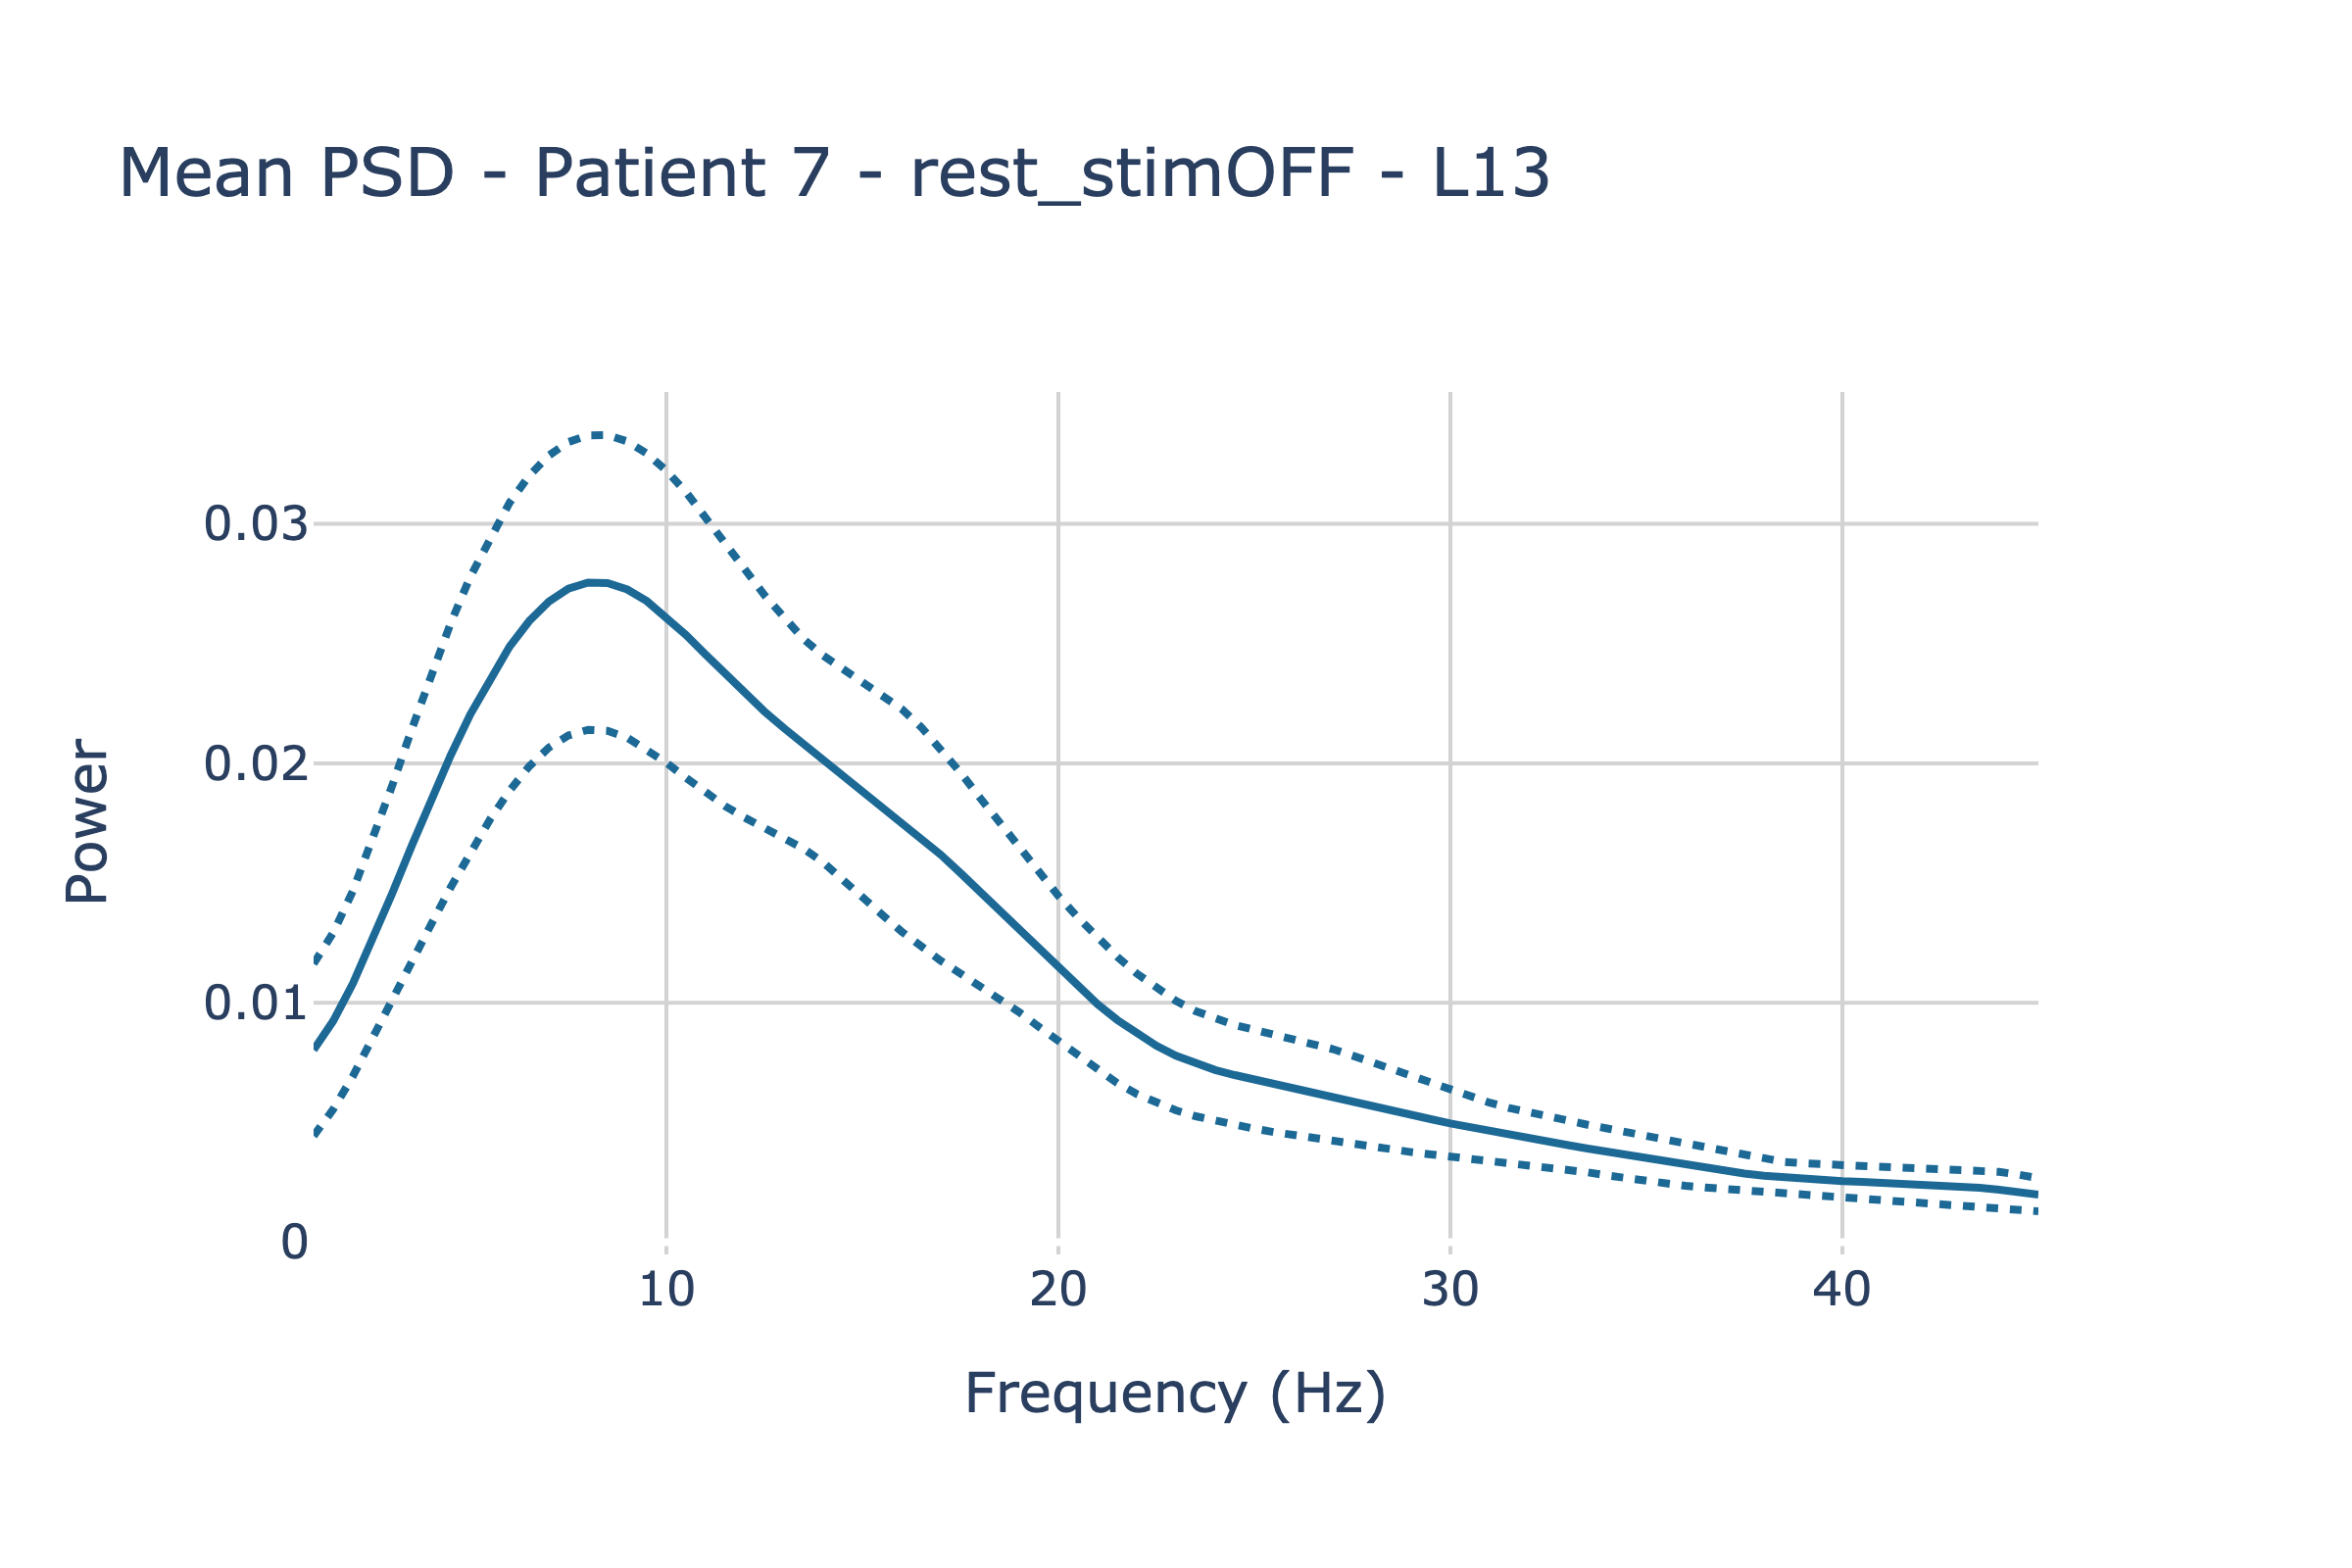 Mean PSD - Patient 7 - rest_stimOFF - L13
0.03
0.02
0.01
0
Power
10 20 30 40
Frequency (Hz)